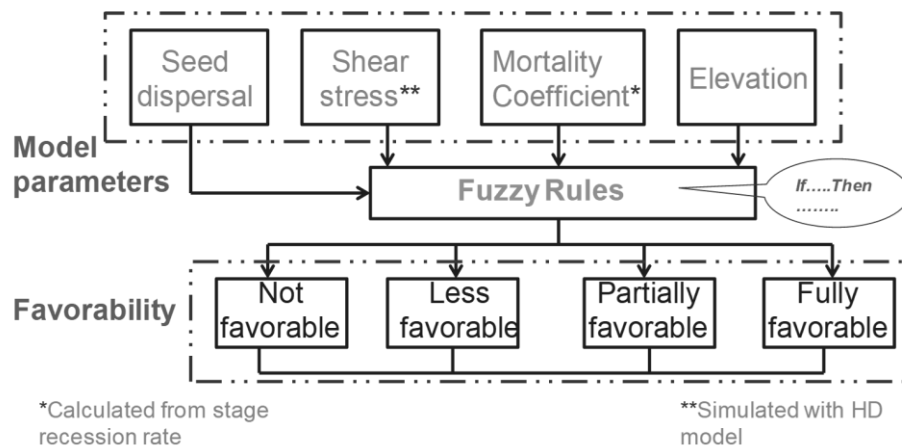 Seed
dispersal
Shear
stress**
Mortality
Coefficient*
Elevation
Model
parameters
Fuzzy Rules
If.....Then
........
Favorability
Not
favorable
Less
favorable
Partially
favorable
Fully
favorable
*Calculated from stage
recession rate
**Simulated with HD
model